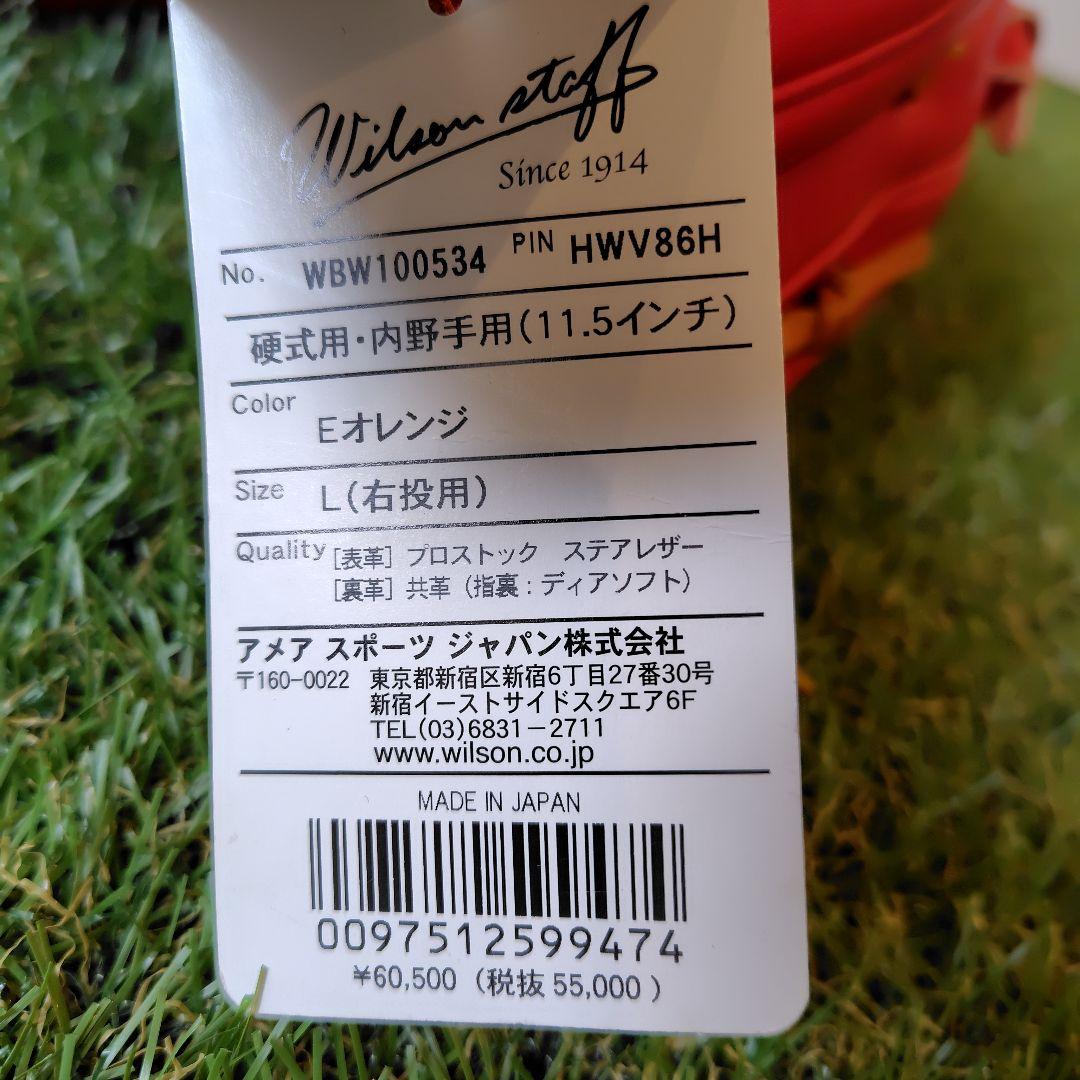 Wilson staff
Since 1914
No. WBW100534 PIN HWV86H
硬式用・内野手用(11.5インチ)
Color Eオレンジ
Size L(右投用)
Quality [表革] プロストック ステアレザー
[裏革] 共革 (指裏:ディアソフト)
アメア スポーツ ジャパン株式会社
〒160-0022 東京都新宿区新宿6丁目27番30号
新宿イーストサイドスクエア6F
TEL(03)6831-2711
www.wilson.co.jp
MADE IN JAPAN
0097512599474
¥60,500 (税抜 55,000 )